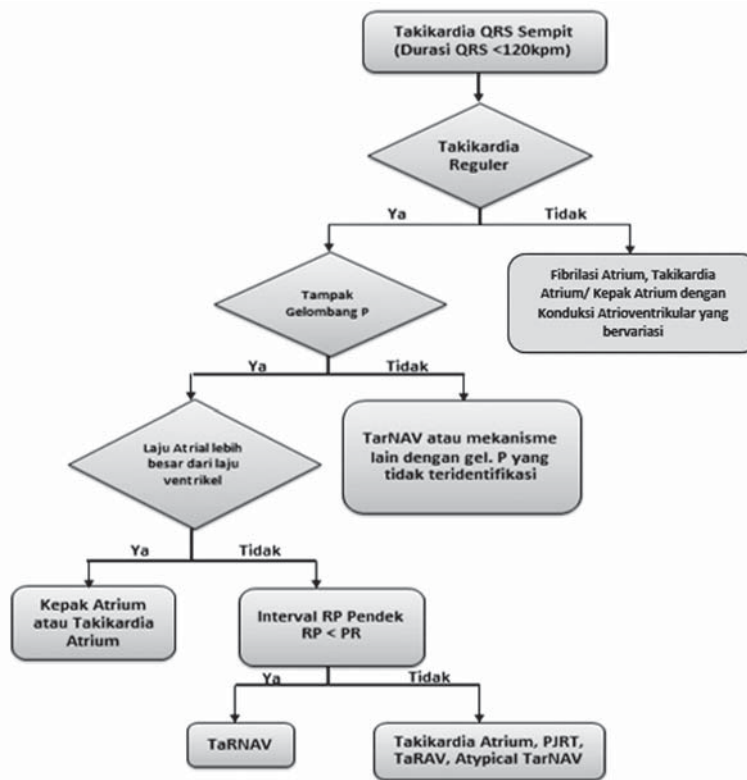 Takikardia QRS Sempit
(Durasi QRS <120kpm)
Takikardia
Reguler
Ya
Tidak
Tampak
Gelombang P
Fibrilasi Atrium, Takikardia
Atrium/ Kepak Atrium dengan
Konduksi Atrioventrikular yang
bervariasi
Ya
Tidak
Laju Atrial lebih
besar dari laju
ventrikel
TarNAV atau mekanisme
lain dengan gel. P yang
tidak teridentifikasi
Ya
Tidak
Kepak Atrium
atau Takikardia
Atrium
Interval RP Pendek
RP < PR
Ya
Tidak
TaRNAV
Takikardia Atrium, PJRT,
TaRAV, Atypical TarNAV